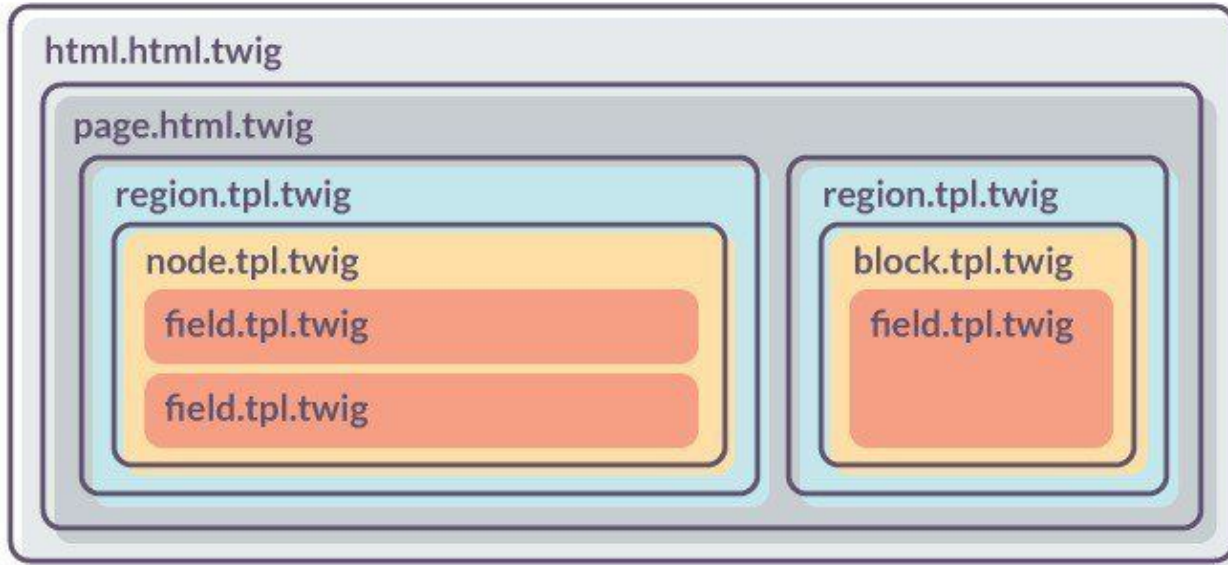 html.html.twig
page.html.twig
region.tpl.twig
node.tpl.twig
field.tpl.twig
field.tpl.twig
region.tpl.twig
block.tpl.twig
field.tpl.twig